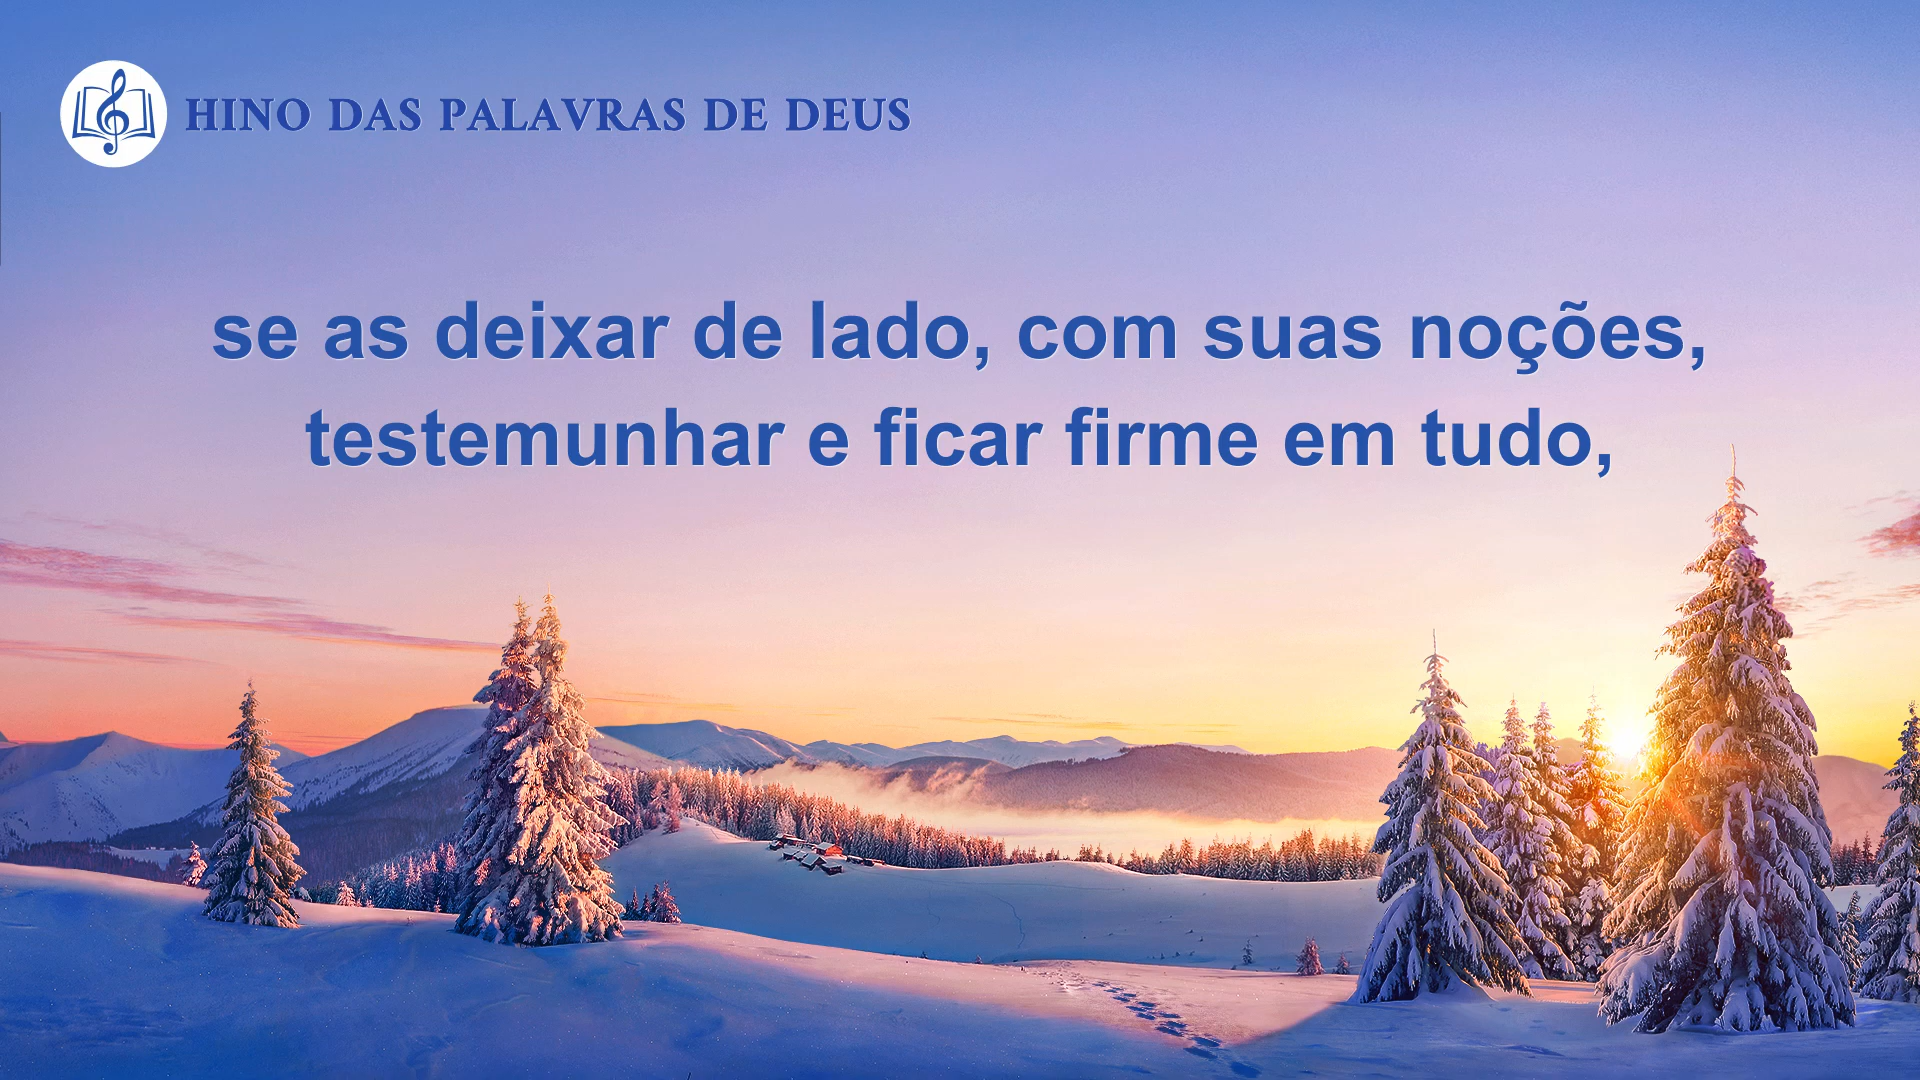 HINO DAS PALAVRAS DE DEUS
se as deixar de lado, com suas noções,
testemunhar e ficar firme em tudo,